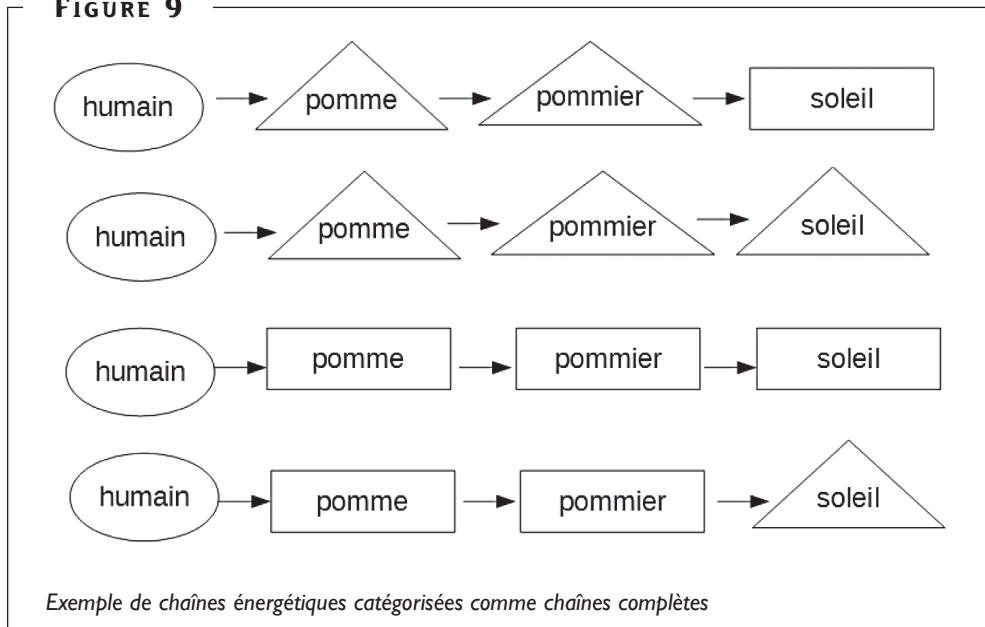 FIGURE 9
humain pomme pommier soleil
humain pomme pommier soleil
humain pomme pommier soleil
humain pomme pommier soleil
Exemple de chaînes énergétiques catégorisées comme chaînes complètes